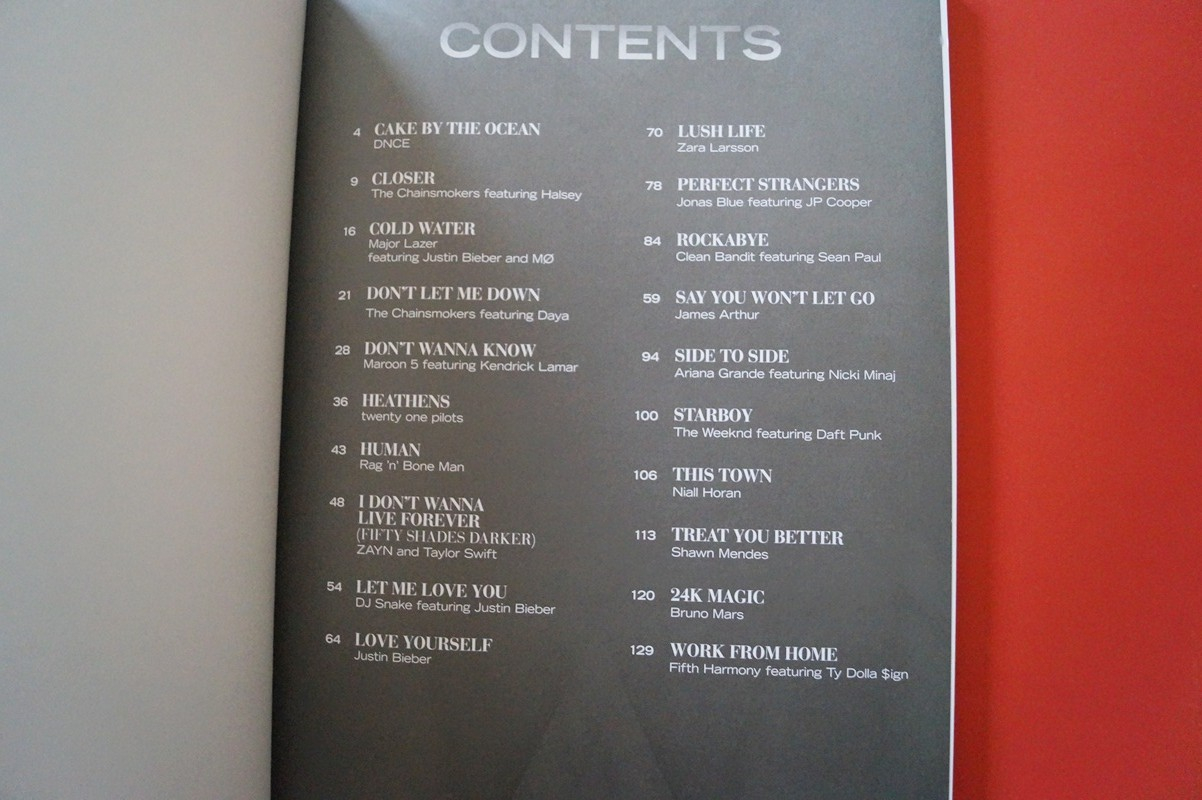 CONTENTS
4 CAKE BY THE OCEAN
DNCE
9 CLOSER
The Chainsmokers featuring Halsey
16 COLD WATER
Major Lazer
featuring Justin Bieber and MØ
21 DON'T LET ME DOWN
The Chainsmokers featuring Daya
28 DON'T WANNA KNOW
Maroon 5 featuring Kendrick Lamar
36 HEATHENS
twenty one pilots
43 HUMAN
Rag 'n' Bone Man
48 I DON'T WANNA
LIVE FOREVER
(FIFTY SHADES DARKER)
ZAYN and Taylor Swift
54 LET ME LOVE YOU
DJ Snake featuring Justin Bieber
64 LOVE YOURSELF
Justin Bieber
70 LUSH LIFE
Zara Larsson
78 PERFECT STRANGERS
Jonas Blue featuring JP Cooper
84 ROCKABYE
Clean Bandit featuring Sean Paul
59 SAY YOU WON'T LET GO
James Arthur
94 SIDE TO SIDE
Ariana Grande featuring Nicki Minaj
100 STARBOY
The Weeknd featuring Daft Punk
106 THIS TOWN
Niall Horan
113 TREAT YOU BETTER
Shawn Mendes
120 24K MAGIC
Bruno Mars
129 WORK FROM HOME
Fifth Harmony featuring Ty Dolla $ign